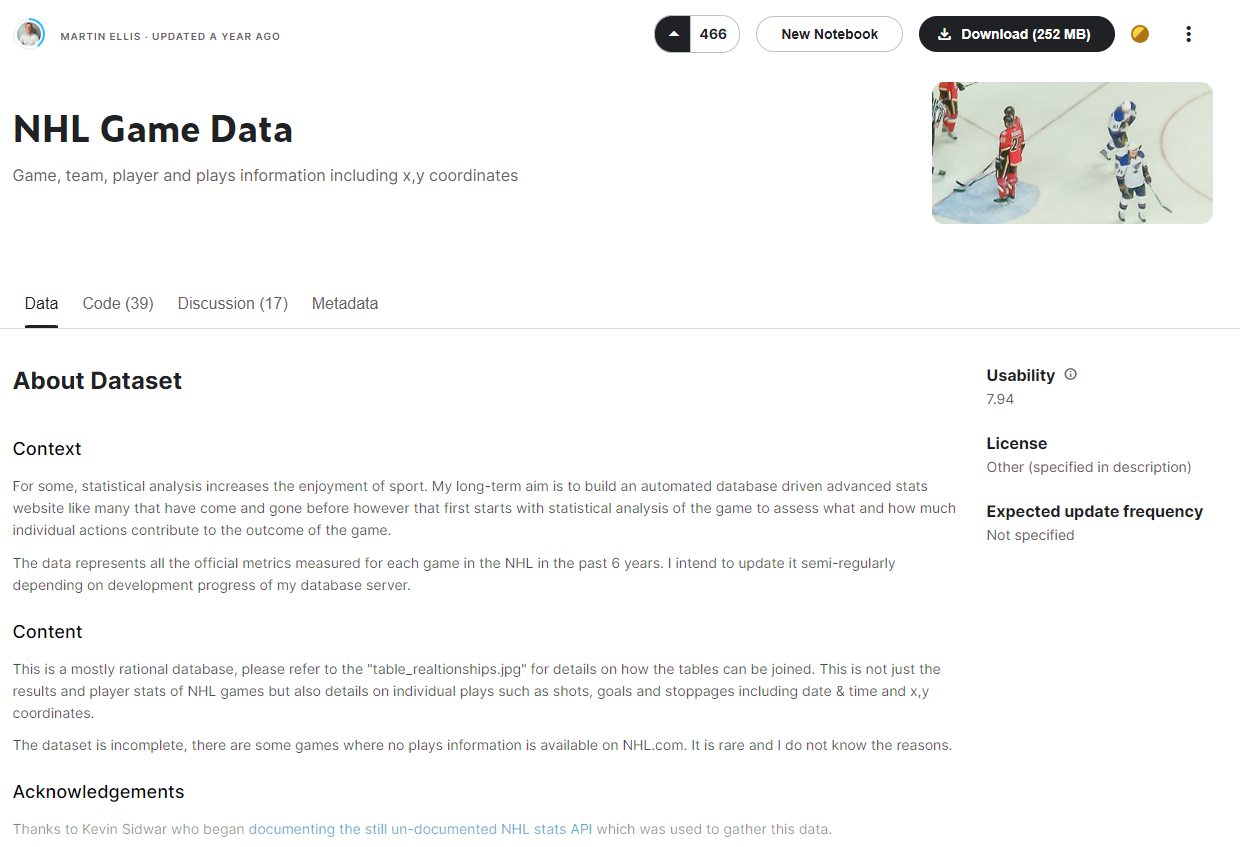 MARTIN ELLIS · UPDATED A YEAR AGO
466
New Notebook
Download (252 MB)
NHL Game Data
Game, team, player and plays information including x,y coordinates
Data
Code (39)
Discussion (17)
Metadata
About Dataset
Context
For some, statistical analysis increases the enjoyment of sport. My long-term aim is to build an automated database driven advanced stats
website like many that have come and gone before however that first starts with statistical analysis of the game to assess what and how much
individual actions contribute to the outcome of the game.
The data represents all the official metrics measured for each game in the NHL in the past 6 years. I intend to update it semi-regularly
depending on development progress of my database server.
Content
This is a mostly rational database, please refer to the "table_realtionships.jpg" for details on how the tables can be joined. This is not just the
results and player stats of NHL games but also details on individual plays such as shots, goals and stoppages including date & time and x,y
coordinates.
The dataset is incomplete, there are some games where no plays information is available on NHL.com. It is rare and I do not know the reasons.
Acknowledgements
Thanks to Kevin Sidwar who began documenting the still un-documented NHL stats API which was used to gather this data.
Usability
7.94
License
Other (specified in description)
Expected update frequency
Not specified